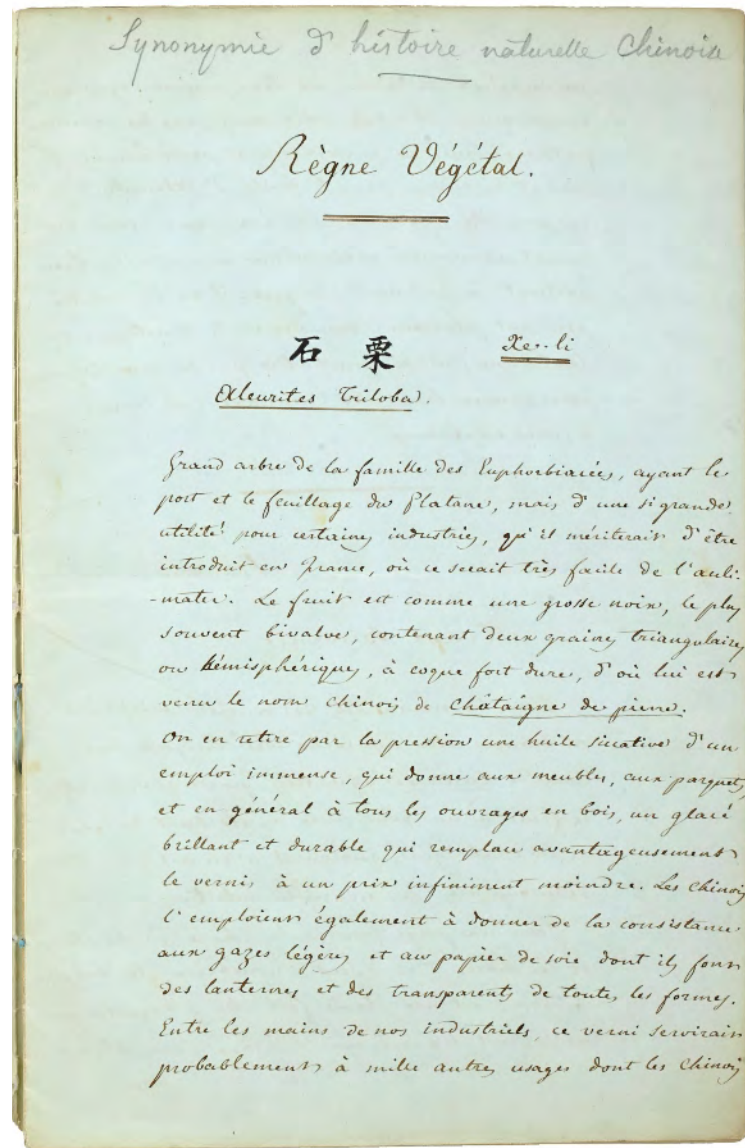 Synonymie d'histoire naturelle Chinoise
Règne Végétal.
石 栗 Xe-li
Aleurites Triloba.
Grand arbre de la famille des Euphorbiacées, ayant le
port et le feuillage du Platane, mais d'une si grande
utilité pour certaines industries, qu'il mériterait d'être
introduit en France, où ce serait très facile de l'accli-
-mater. Le fruit est comme une grosse noix, le plus
souvent bivalve, contenant deux graines triangulaires
ou hémisphériques, à coque fort dure, d'où lui est
venu le nom chinois de Châtaigne de pierre.
On en retire par la pression une huile siccative d'un
emploi immense, qui donne aux meubles, aux parquets,
et en général à tous les ouvrages en bois, un glacé
brillant et durable qui remplace avantageusement
le vernis à un prix infiniment moindre. Les Chinois
l'emploient également à donner de la consistance
aux gazes légères et au papier de soie dont ils font
des lanternes et des transparents de toutes les formes.
Entre les mains de nos industriels, ce verni servirait
probablement à mille autres usages dont les Chinois